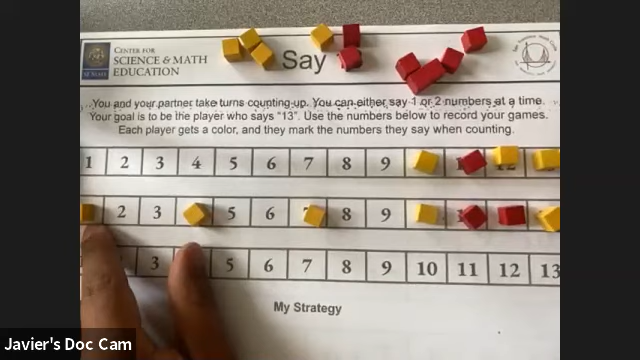 CENTER FOR
SCIENCE & MATH
EDUCATION
Say
You and your partner take turns counting up. You can either say 1 or 2 numbers at a time.
Your goal is to be the player who says "13". Use the numbers below to record your games.
Each player gets a color, and they mark the numbers they say when counting.
1 2 3 4 5 6 7 8 9
2 3 5 6 8 9
3 5 6 7 8 9 10 11 12 13
My Strategy
Javier's Doc Cam